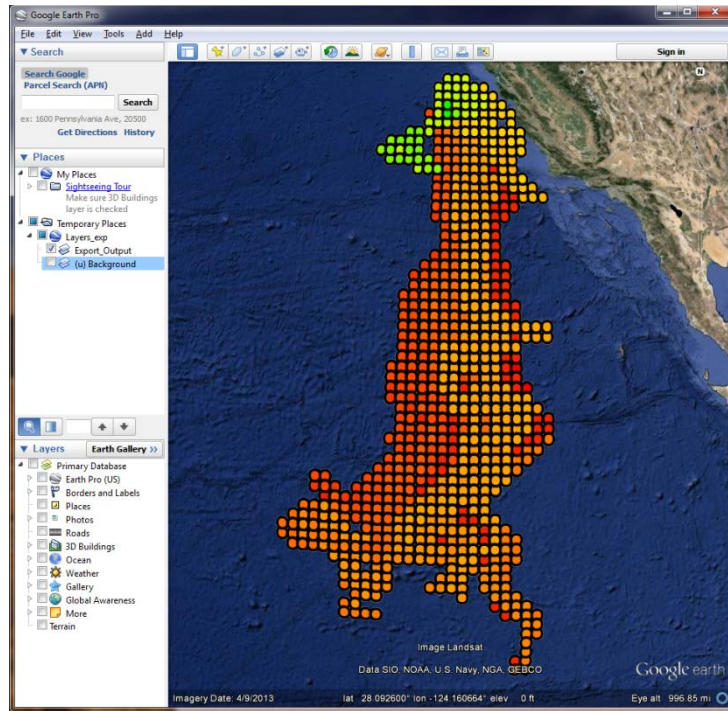 Google Earth Pro
File Edit View Tools Add Help
Search
Sign in
Search Google
Parcel Search (APN)
Search
ex: 1600 Pennsylvania Ave, 20500
Get Directions History
N
Places
My Places
Sightseeing Tour
Make sure 3D Buildings
layer is checked
Temporary Places
Layers_exp
Export_Output
(u) Background
Layers
Earth Gallery >>
Primary Database
Earth Pro (US)
Borders and Labels
Places
Photos
Roads
3D Buildings
Ocean
Weather
Gallery
Global Awareness
More
Terrain
Image Landsat
Data SIO, NOAA, U.S. Navy, NGA, GEBCO
Google earth
Imagery Date: 4/9/2013 lat 28.092600° lon -124.160664° elev 0 ft Eye alt 996.85 mi